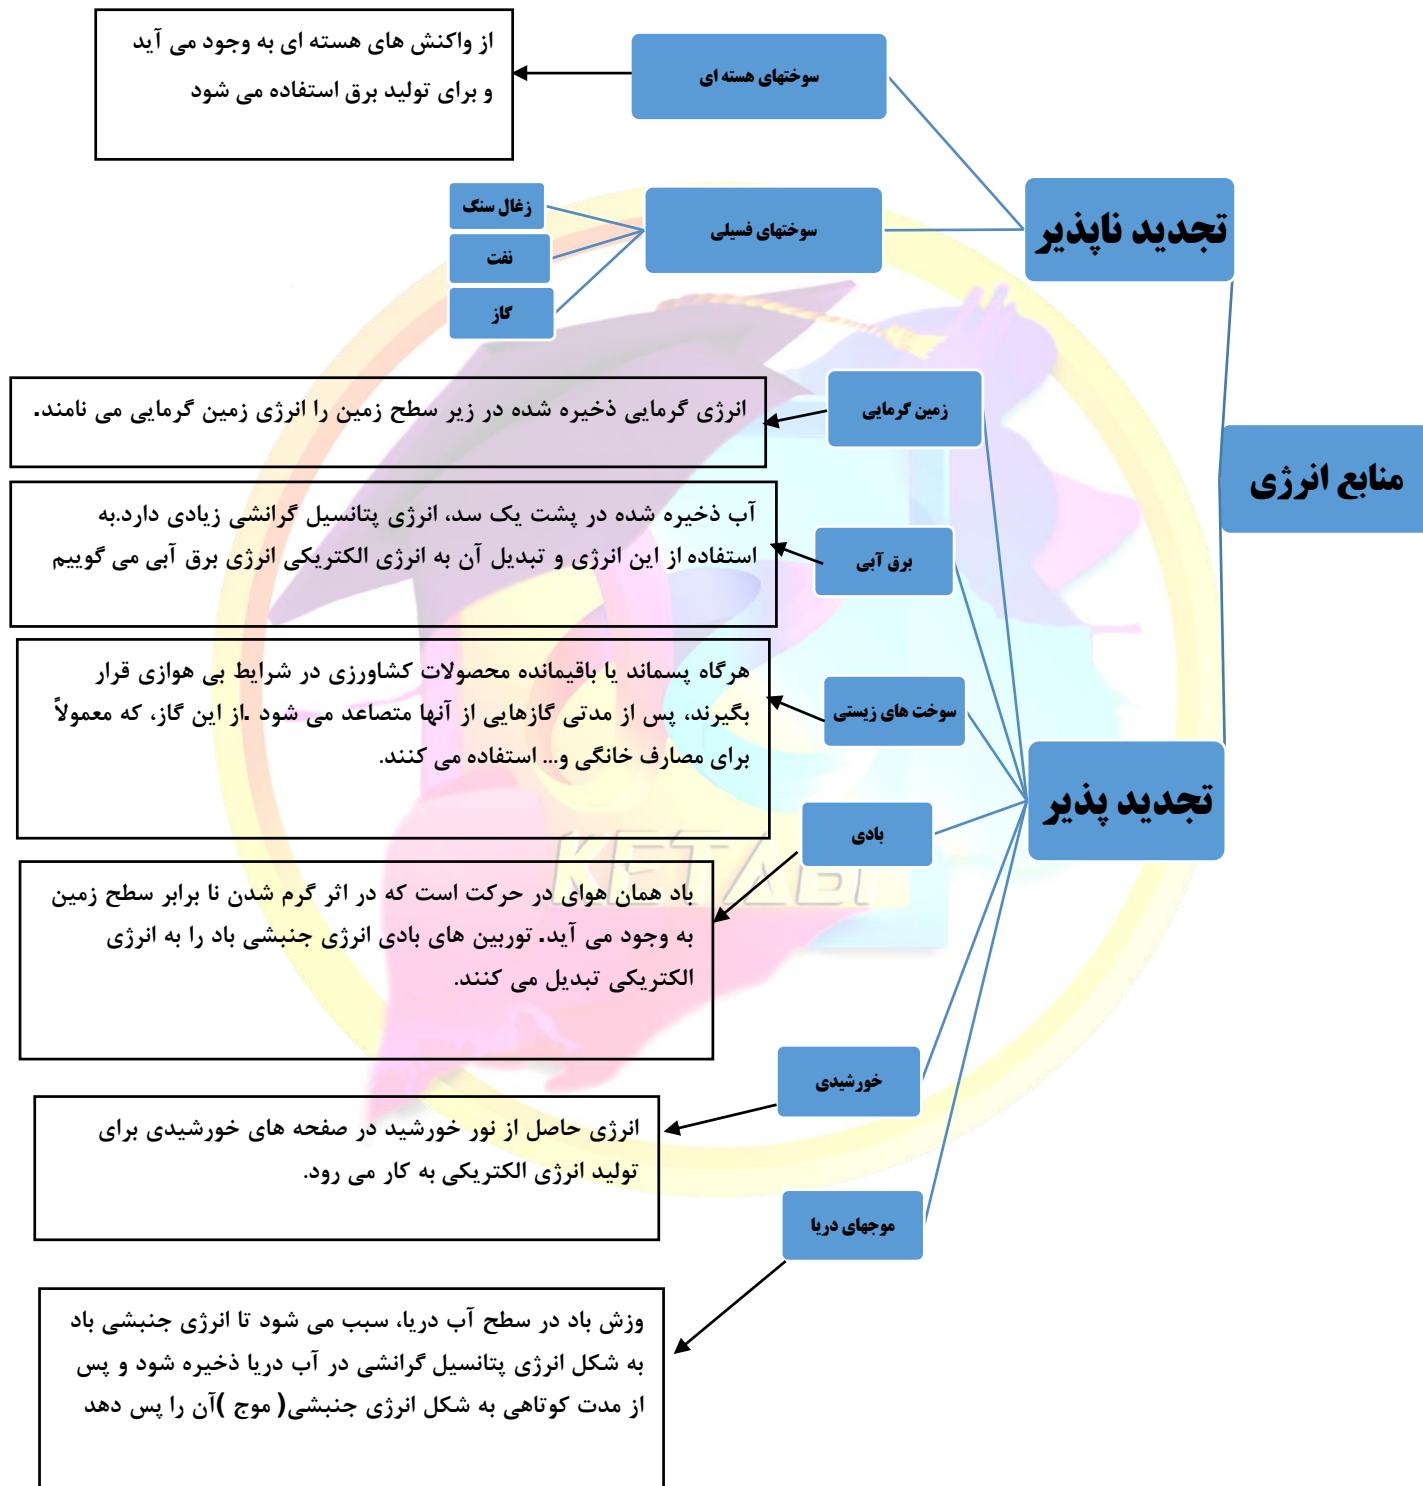 منابع انرژی
تجدید ناپذیر
سوختهای هسته ای
از واکنش های هسته ای به وجود می آید
و برای تولید برق استفاده می شود
سوختهای فسیلی
زغال سنگ
نفت
گاز
تجدید پذیر
زمین گرمایی
انرژی گرمایی ذخیره شده در زیر سطح زمین را انرژی زمین گرمایی می نامند.
برق آبی
آب ذخیره شده در پشت یک سد، انرژی پتانسیل گرانشی زیادی دارد.به
استفاده از این انرژی و تبدیل آن به انرژی الکتریکی انرژی برق آبی می گوییم
سوخت های زیستی
هرگاه پسماند یا باقیمانده محصولات کشاورزی در شرایط بی هوازی قرار
بگیرند، پس از مدتی گازهایی از آنها متصاعد می شود .از این گاز، که معمولاً
برای مصارف خانگی و... استفاده می کنند.
بادی
باد همان هوای در حرکت است که در اثر گرم شدن نا برابر سطح زمین
به وجود می آید. توربین های بادی انرژی جنبشی باد را به انرژی
الکتریکی تبدیل می کنند.
خورشیدی
انرژی حاصل از نور خورشید در صفحه های خورشیدی برای
تولید انرژی الکتریکی به کار می رود.
موجهای دریا
وزش باد در سطح آب دریا، سبب می شود تا انرژی جنبشی باد
به شکل انرژی پتانسیل گرانشی در آب دریا ذخیره شود و پس
از مدت کوتاهی به شکل انرژی جنبشی( موج )آن را پس دهد
KETABI